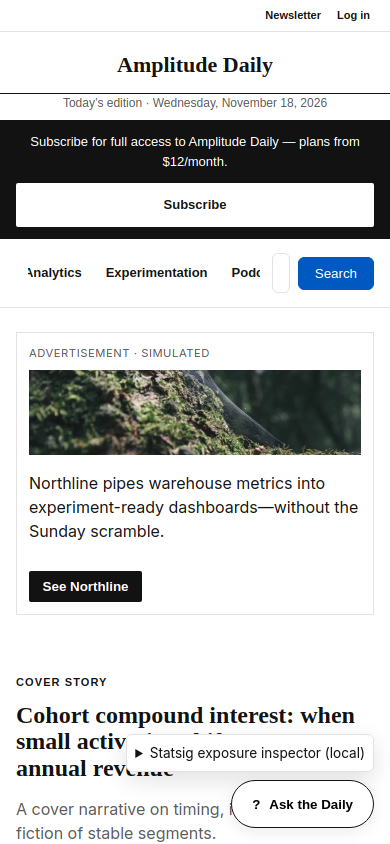 Newsletter Log in
Amplitude Daily
Today's edition · Wednesday, November 18, 2026
Subscribe for full access to Amplitude Daily — plans from
$12/month.
Subscribe
Analytics Experimentation
Search
ADVERTISEMENT · SIMULATED
Northline pipes warehouse metrics into
experiment-ready dashboards—without the
Sunday scramble.
See Northline
COVER STORY
Cohort compound interest: when
small
▶ Statsig exposure inspector (local)
annual revenue
? Ask the Daily
A cover narrative on timing,
fiction of stable segments.